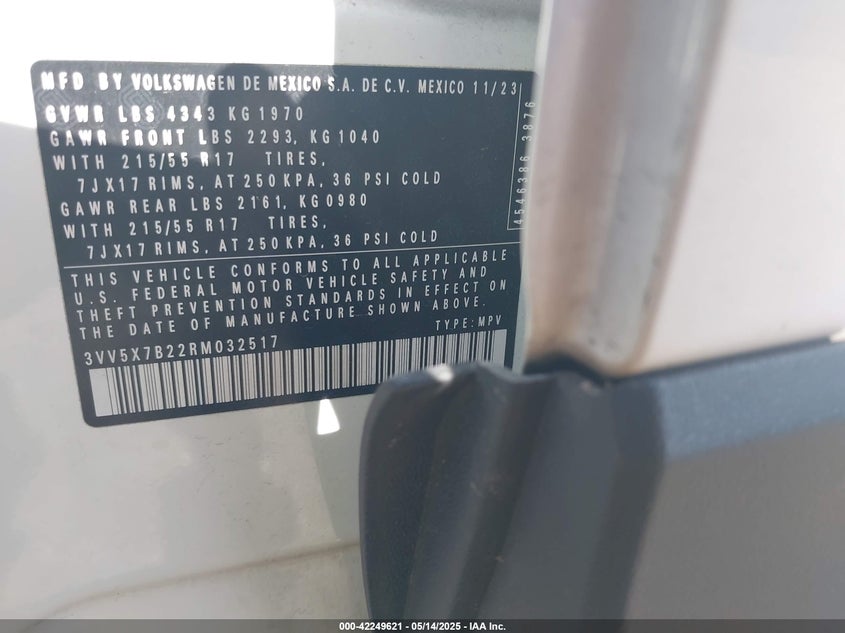 MFD BY VOLKSWAGEN DE MEXICO S.A. DE C.V. MEXICO 11/23
GVWR LBS 4343 KG 1970
GAWR FRONT LBS 2293, KG 1040
WITH 215/55 R17 TIRES,
7JX17 RIMS, AT 250 KPA, 36 PSI COLD
GAWR REAR LBS 2161, KG0980
WITH 215/55 R17 TIRES,
7JX17 RIMS, AT 250 KPA, 36 PSI COLD
4546386 3876
THIS VEHICLE CONFORMS TO ALL APPLICABLE
U.S. FEDERAL MOTOR VEHICLE SAFETY AND
THEFT PREVENTION STANDARDS IN EFFECT ON
THE DATE OF MANUFACTURE SHOWN ABOVE.
TYPE: MPV
3VV5X7B22RM032517
000-42249621 - 05/14/2025 - IAA Inc.